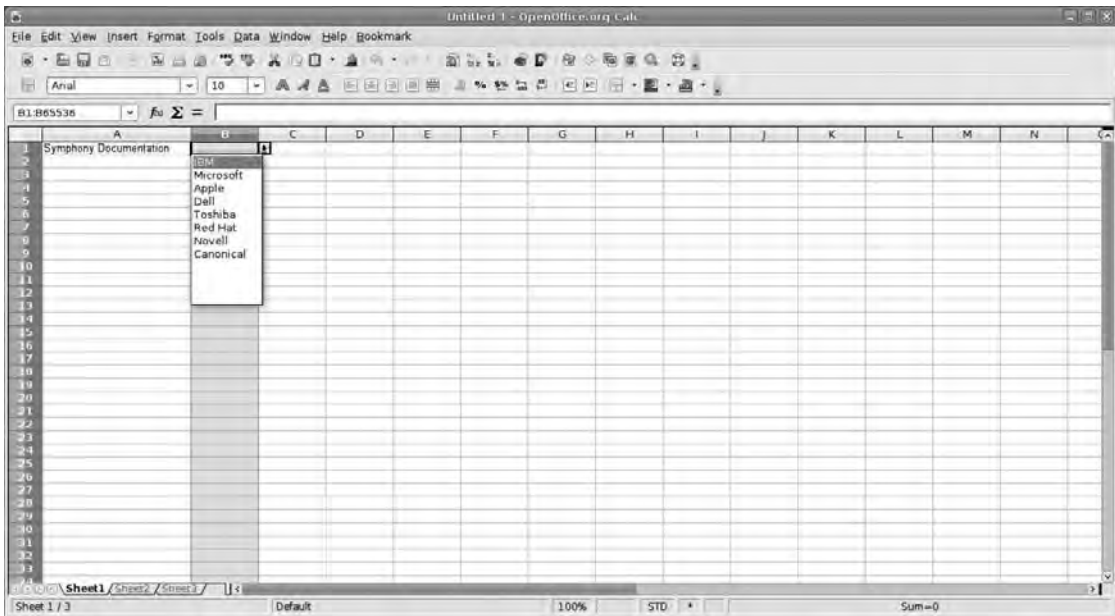 Untitled 1 - OpenOffice.org Calc
File Edit View Insert Format Tools Data Window Help Bookmark
Arial 10
B1:B65536
A B C D E F G H I J K L M N
1 Symphony Documentation
2 IBM
3 Microsoft
4 Apple
5 Dell
6 Toshiba
7 Red Hat
8 Novell
9 Canonical
10
11
12
13
14
15
16
17
18
19
20
21
22
23
24
25
26
27
28
29
30
31
32
33
Sheet1 Sheet2 Sheet3
Sheet 1 / 3 Default 100% STD * Sum=0